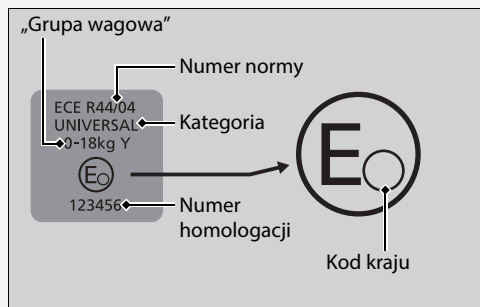 „Grupa wagowa”
Numer normy
ECE R44/04
UNIVERSAL
Kategoria
0-18kg Y
E
E
123456
Numer
homologacji
Kod kraju